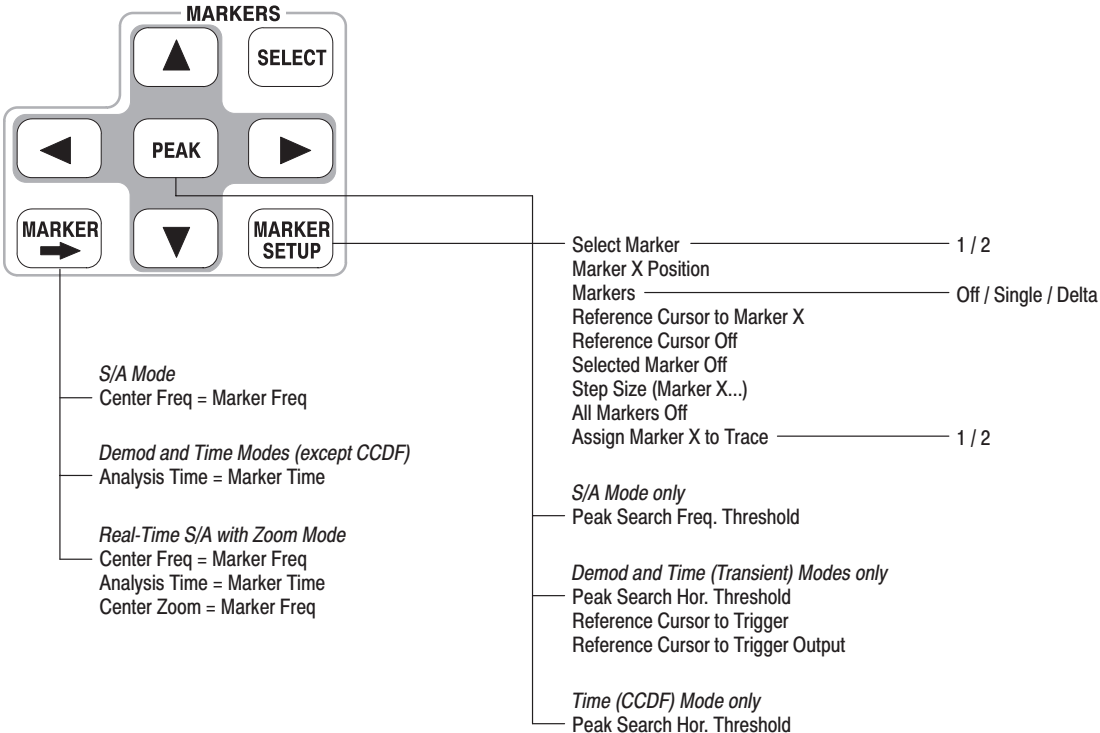 MARKERS
SELECT
PEAK
MARKER
MARKER
SETUP
Select Marker 1 / 2
Marker X Position
Markers Off / Single / Delta
Reference Cursor to Marker X
Reference Cursor Off
Selected Marker Off
Step Size (Marker X...)
All Markers Off
Assign Marker X to Trace 1 / 2
S/A Mode only
Peak Search Freq. Threshold
Demod and Time (Transient) Modes only
Peak Search Hor. Threshold
Reference Cursor to Trigger
Reference Cursor to Trigger Output
Time (CCDF) Mode only
Peak Search Hor. Threshold
S/A Mode
Center Freq = Marker Freq
Demod and Time Modes (except CCDF)
Analysis Time = Marker Time
Real-Time S/A with Zoom Mode
Center Freq = Marker Freq
Analysis Time = Marker Time
Center Zoom = Marker Freq